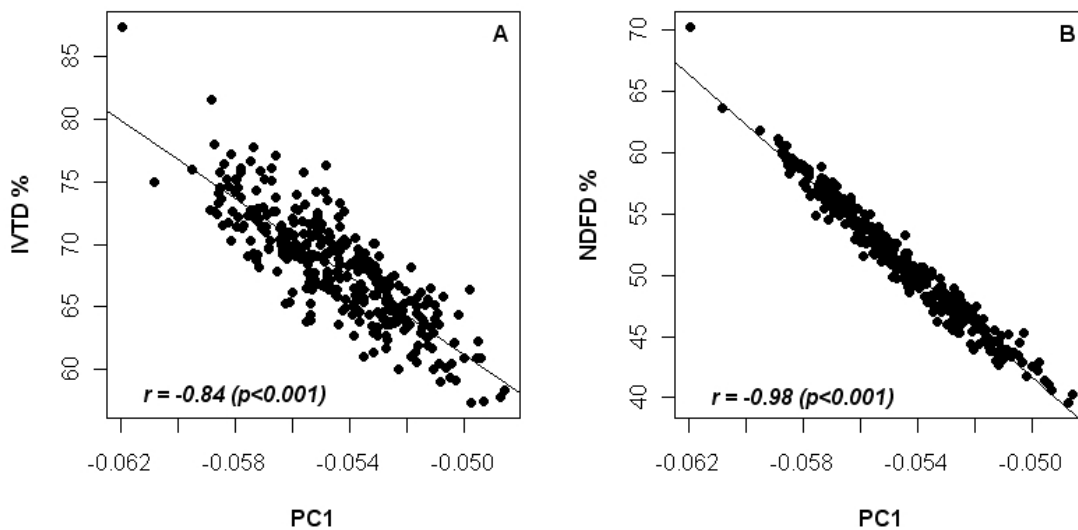 A
IVTD %
85
80
75
70
65
60
r = -0.84 (p<0.001)
-0.062
-0.058
-0.054
-0.050
PC1
B
NDFD %
70
65
60
55
50
45
40
r = -0.98 (p<0.001)
-0.062
-0.058
-0.054
-0.050
PC1